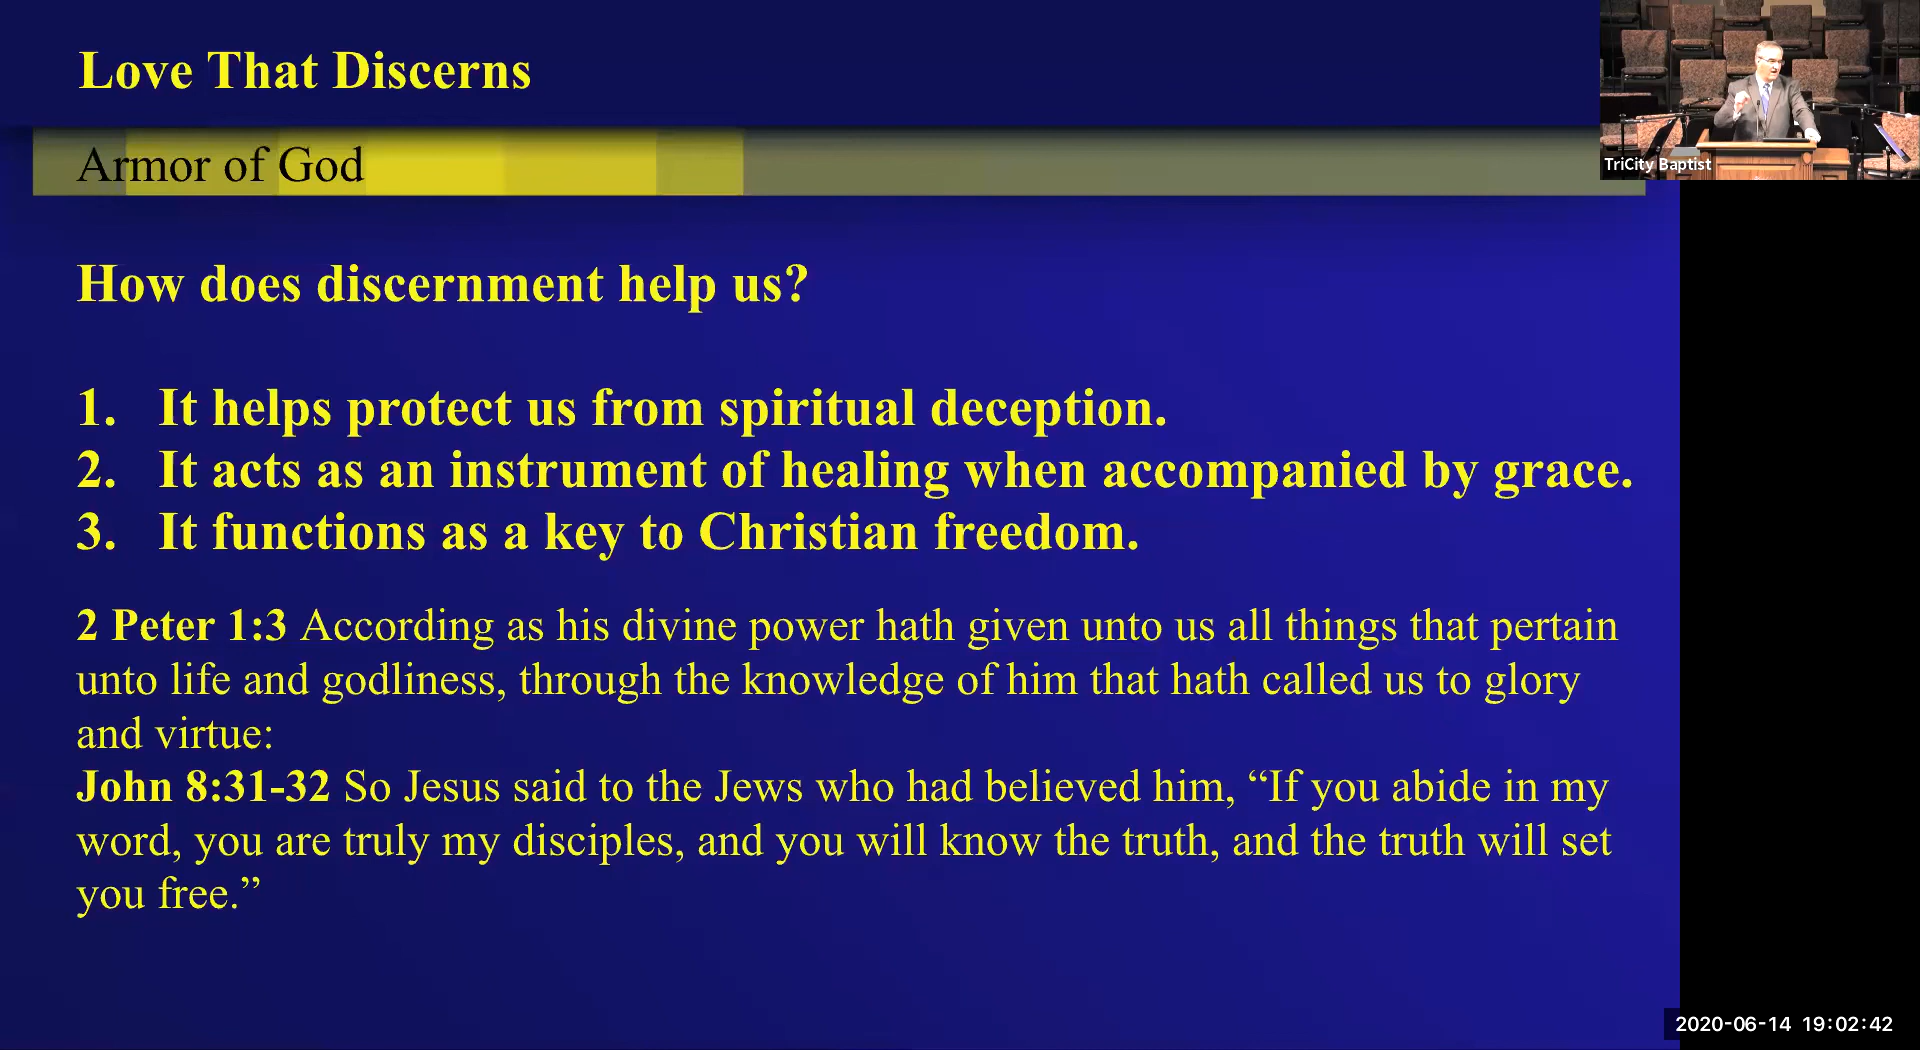 Love That Discerns
TriCity Baptist
Armor of God
How does discernment help us?
1. It helps protect us from spiritual deception.
2. It acts as an instrument of healing when accompanied by grace.
3. It functions as a key to Christian freedom.
2 Peter 1:3 According as his divine power hath given unto us all things that pertain
unto life and godliness, through the knowledge of him that hath called us to glory
and virtue:
John 8:31-32 So Jesus said to the Jews who had believed him, “If you abide in my
word, you are truly my disciples, and you will know the truth, and the truth will set
you free.”
2020-06-14 19:02:42